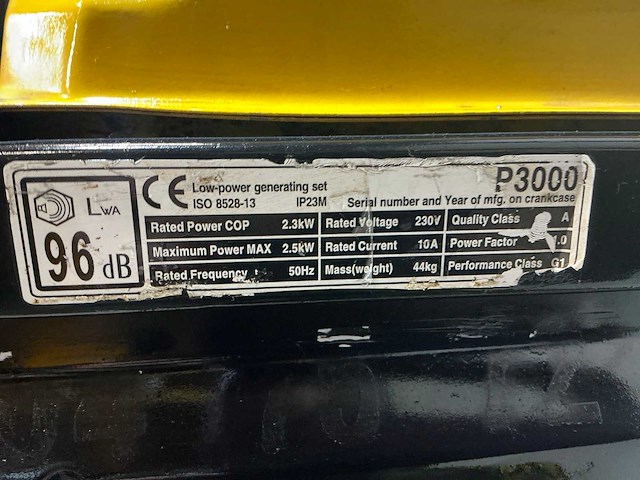 P3000
CE Low-power generating set
ISO 8528-13 IP23M Serial number and Year of mfg. on crankcase
LWA
96 dB
Rated Power COP 2.3kW Rated Voltage 230V Quality Class A
Maximum Power MAX 2.5kW Rated Current 10A Power Factor .0
Rated Frequency 50Hz Mass(weight) 44kg Performance Class G1